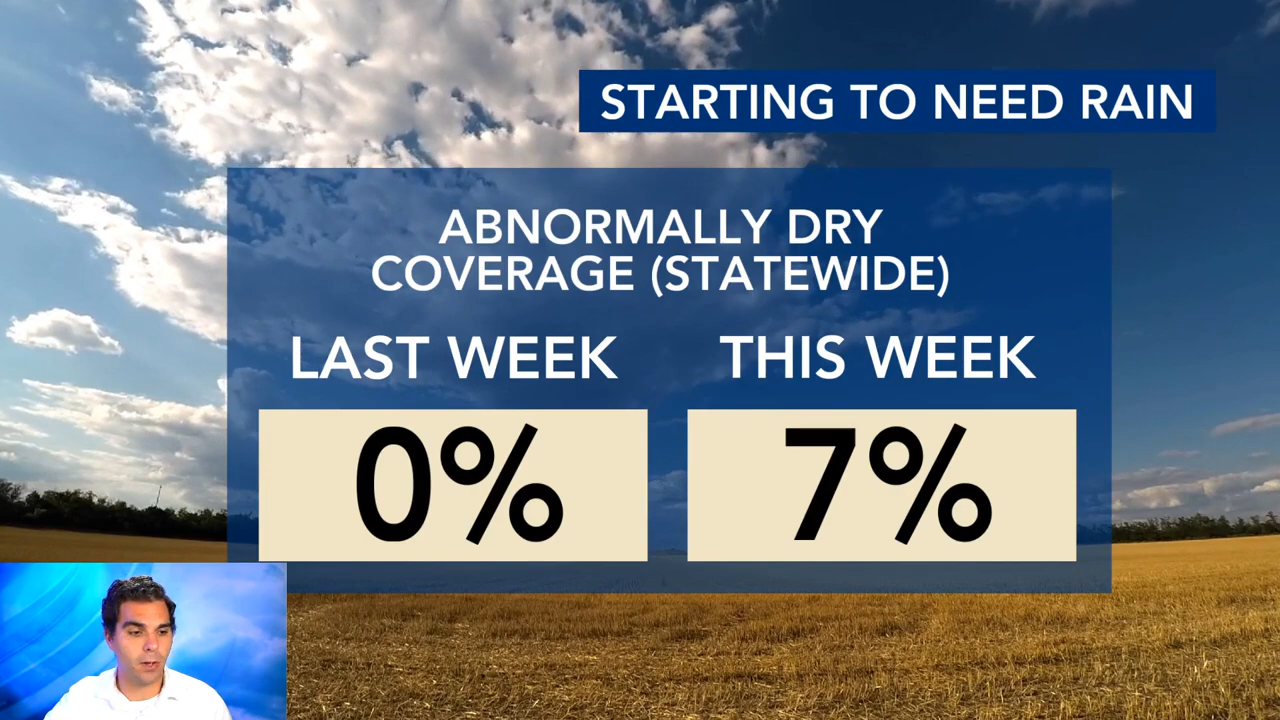 STARTING TO NEED RAIN
ABNORMALLY DRY
COVERAGE (STATEWIDE)
LAST WEEK
THIS WEEK
0%
7%